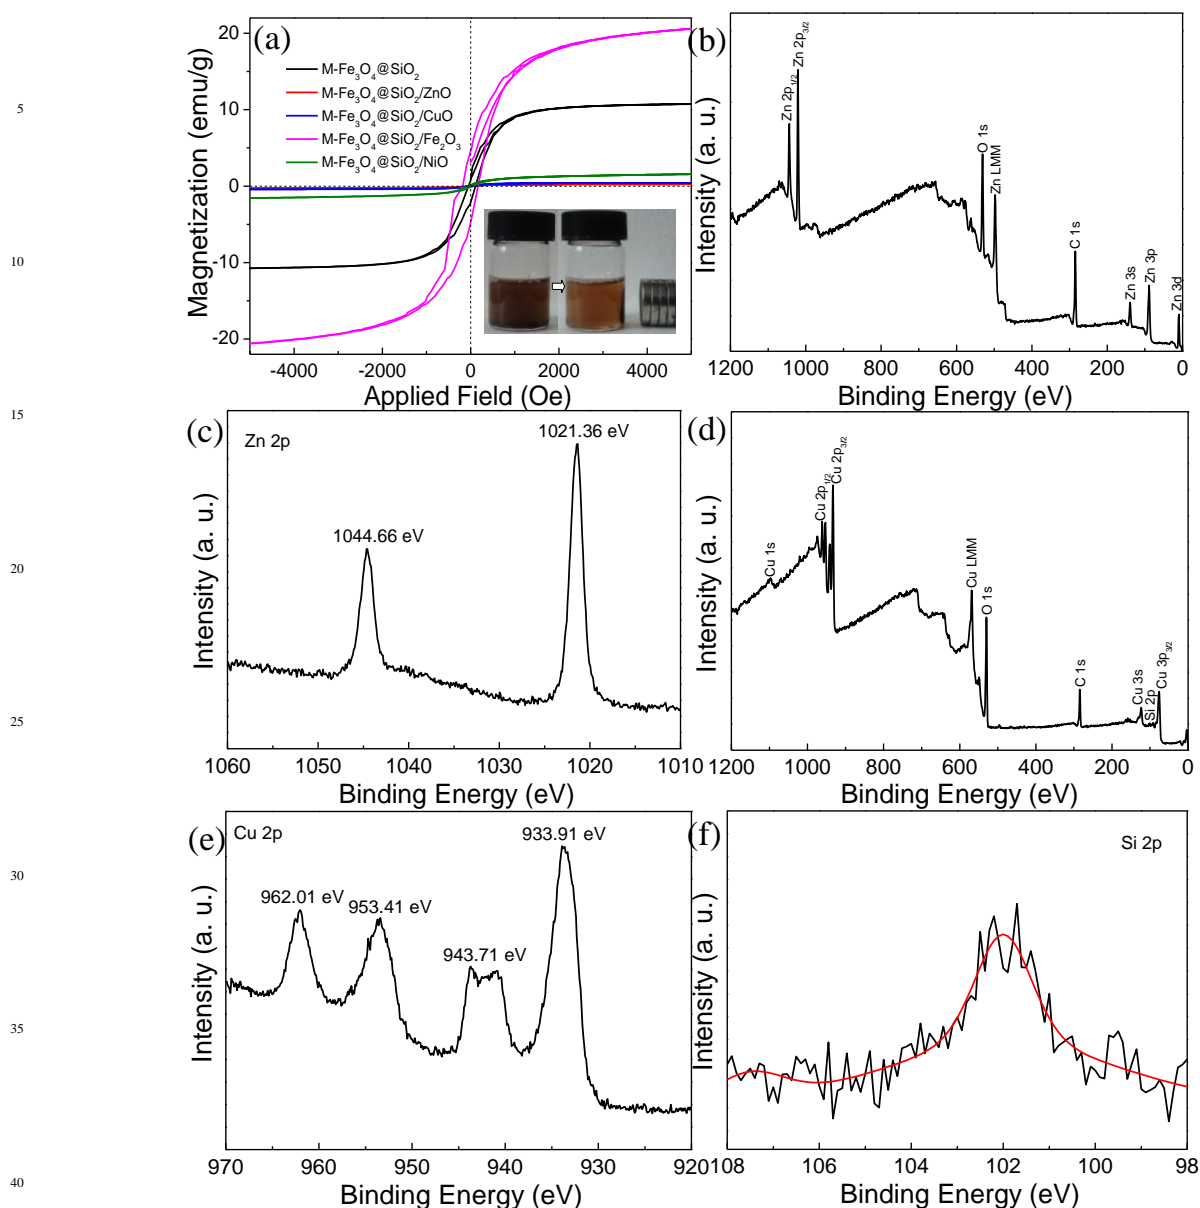 5
10
15
20
25
30
35
40
(a)
20
10
0
-10
-20
Magnetization (emu/g)
M-Fe₃O₄@SiO₂
M-Fe₃O₄@SiO₂/ZnO
M-Fe₃O₄@SiO₂/CuO
M-Fe₃O₄@SiO₂/Fe₂O₃
M-Fe₃O₄@SiO₂/NiO
-4000 -2000 0 2000 4000
Applied Field (Oe)
(b)
Intensity (a. u.)
Zn 2p₁/₂
Zn 2p₃/₂
O 1s
Zn LMM
C 1s
Zn 3s
Zn 3p
Zn 3d
1200 1000 800 600 400 200 0
Binding Energy (eV)
(c)
Zn 2p
1044.66 eV
1021.36 eV
Intensity (a. u.)
1060 1050 1040 1030 1020 1010
Binding Energy (eV)
(d)
Intensity (a. u.)
Cu 1s
Cu 2p₁/₂
Cu 2p₃/₂
Cu LMM
O 1s
C 1s
Cu 3s
Si 2p
Cu 3p₃/₂
1200 1000 800 600 400 200 0
Binding Energy (eV)
(e)
Cu 2p
962.01 eV
953.41 eV
943.71 eV
933.91 eV
Intensity (a. u.)
970 960 950 940 930 920
Binding Energy (eV)
(f)
Si 2p
Intensity (a. u.)
108 106 104 102 100 98
Binding Energy (eV)